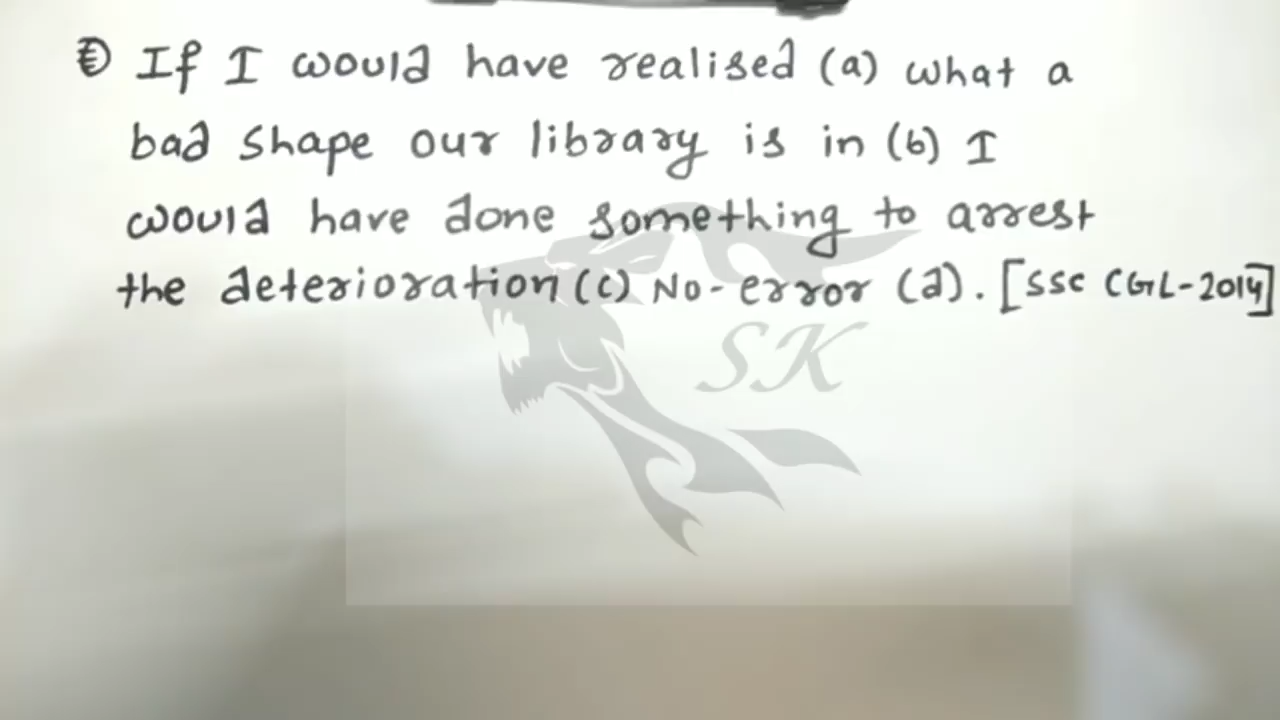 Ⓔ If I would have realised (a) what a
bad shape our library is in (b) I
would have done something to arrest
the deterioration (c) No-error (d). [SSC CGL-2014]
SK